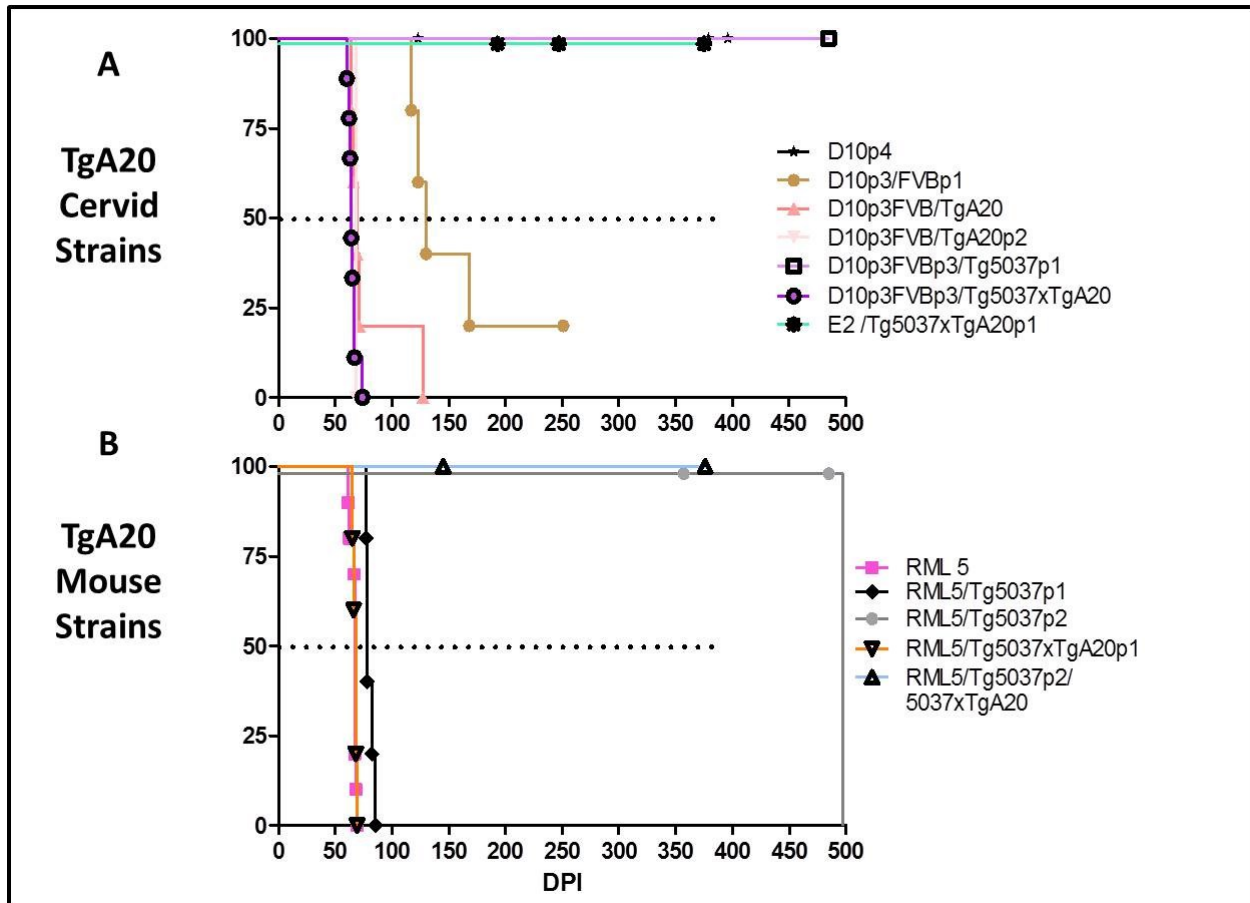 A
TgA20
Cervid
Strains
100
75
50
25
0
0 50 100 150 200 250 300 350 400 450 500
D10p4
D10p3/FVBp1
D10p3FVB/TgA20
D10p3FVB/TgA20p2
D10p3FVBp3/Tg5037p1
D10p3FVBp3/Tg5037xTgA20
E2 /Tg5037xTgA20p1
B
TgA20
Mouse
Strains
100
75
50
25
0
0 50 100 150 200 250 300 350 400 450 500
DPI
RML 5
RML5/Tg5037p1
RML5/Tg5037p2
RML5/Tg5037xTgA20p1
RML5/Tg5037p2/
5037xTgA20